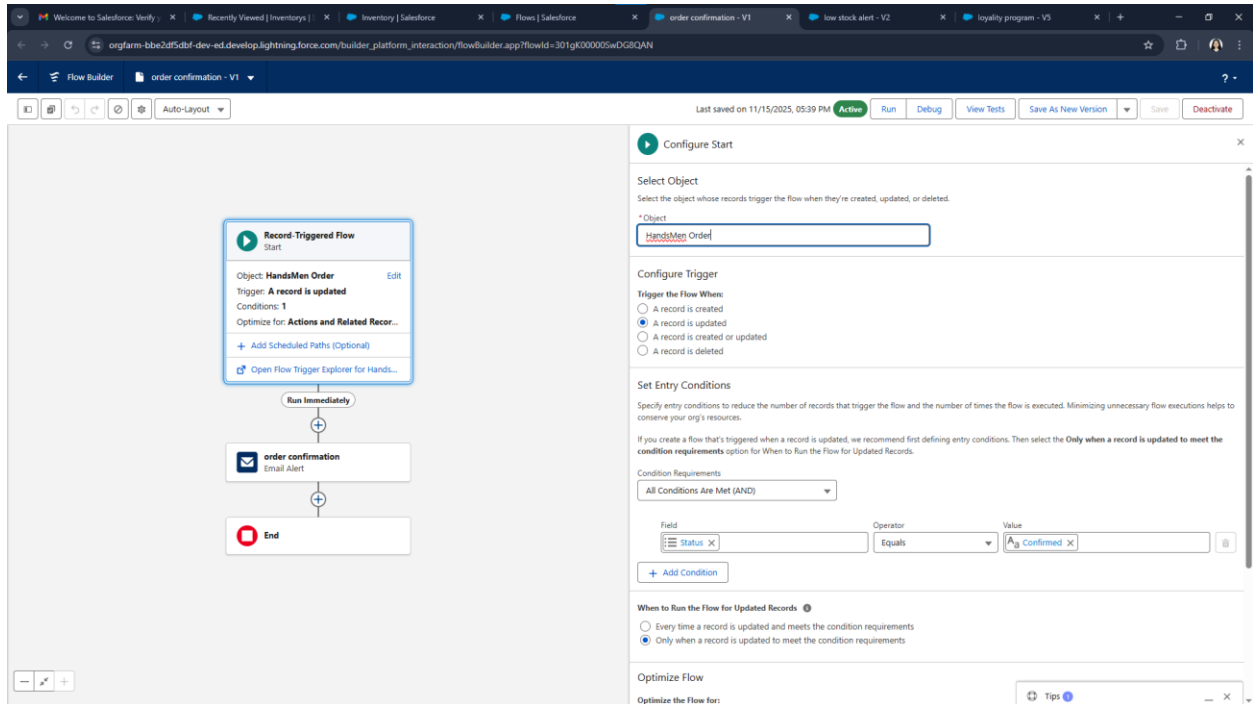 Welcome to Salesforce: Verify y
Recently Viewed | Inventorys |
Inventory | Salesforce
Flows | Salesforce
order confirmation - V1
low stock alert - V2
loyality program - V5
orgfarm-bbe2df5dbf-dev-ed.develop.lightning.force.com/builder_platform_interaction/flowBuilder.app?flowId=301gK00000SwDG8QAN
Flow Builder
order confirmation - V1
?
Auto-Layout
Last saved on 11/15/2025, 05:39 PM
Active
Run
Debug
View Tests
Save As New Version
Save
Deactivate
Record-Triggered Flow
Start
Object: HandsMen Order
Edit
Trigger: A record is updated
Conditions: 1
Optimize for: Actions and Related Recor...
+ Add Scheduled Paths (Optional)
Open Flow Trigger Explorer for Hands...
Run Immediately
order confirmation
Email Alert
End
Configure Start
Select Object
Select the object whose records trigger the flow when they're created, updated, or deleted.
*Object
HandsMen Order
Configure Trigger
Trigger the Flow When:
A record is created
A record is updated
A record is created or updated
A record is deleted
Set Entry Conditions
Specify entry conditions to reduce the number of records that trigger the flow and the number of times the flow is executed. Minimizing unnecessary flow executions helps to
conserve your org's resources.
If you create a flow that's triggered when a record is updated, we recommend first defining entry conditions. Then select the Only when a record is updated to meet the
condition requirements option for When to Run the Flow for Updated Records.
Condition Requirements
All Conditions Are Met (AND)
Field
Operator
Value
Status
Equals
Aa Confirmed
+ Add Condition
When to Run the Flow for Updated Records
Every time a record is updated and meets the condition requirements
Only when a record is updated to meet the condition requirements
Optimize Flow
Optimize the Flow for:
Tips 1